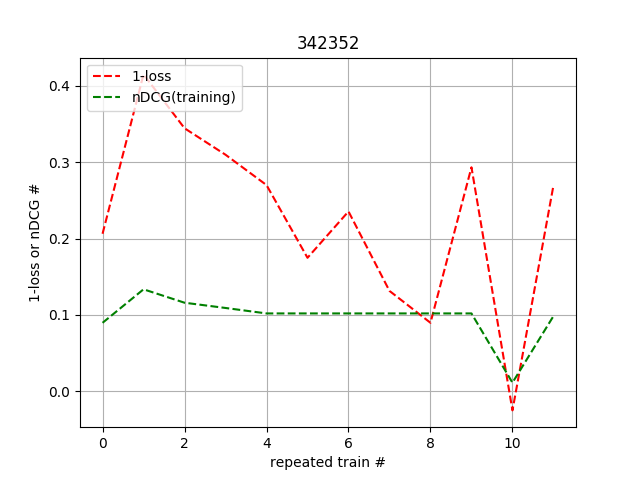 342352
1-loss
nDCG(training)
0.4
0.3
0.2
0.1
0.0
1-loss or nDCG #
0 2 4 6 8 10
repeated train #